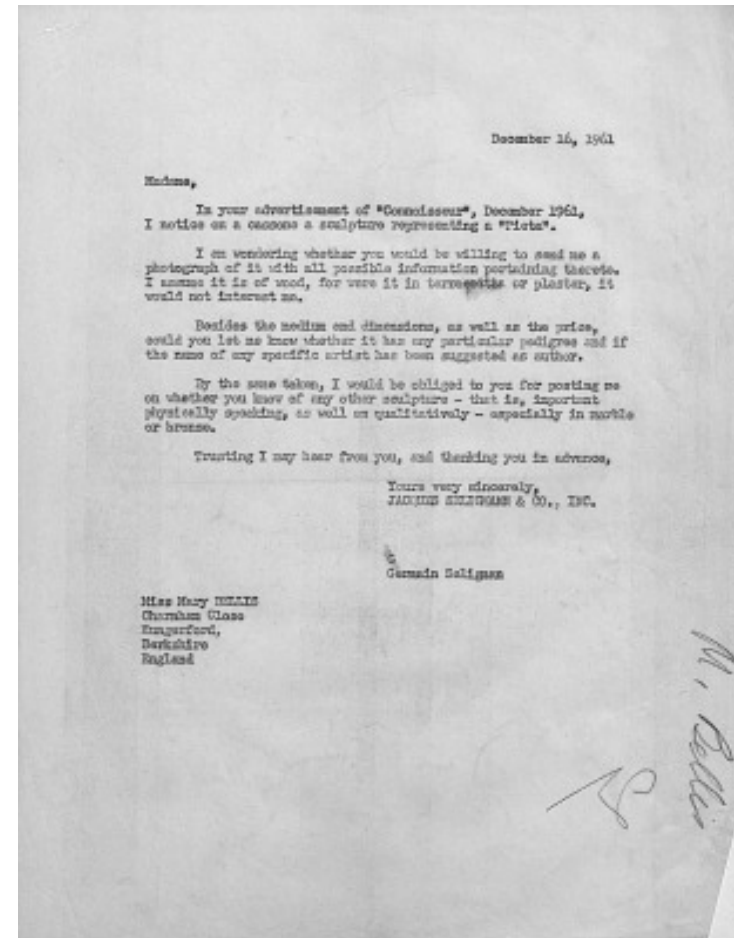 December 16, 1961
Madame,
In your advertisement of "Connoisseur", December 1961,
I notice on a cassone a sculpture representing a "Pieta".
I am wondering whether you would be willing to send me a
photograph of it with all possible information pertaining thereto.
I assume it is of wood, for were it in terracotta or plaster, it
would not interest me.
Besides the medium and dimensions, as well as the price,
could you let me know whether it has any particular pedigree and if
the name of any specific artist has been suggested as author.
By the same token, I would be obliged to you for posting me
on whether you know of any other sculpture - that is, important
physically speaking, as well as qualitatively - especially in marble
or bronze.
Trusting I may hear from you, and thanking you in advance,
Yours very sincerely,
JACQUES SELIGMANN & CO., INC.
Germain Seligman
Miss Mary BELLIS
Charnham Close
Hungerford,
Berkshire
England
M. Bellis